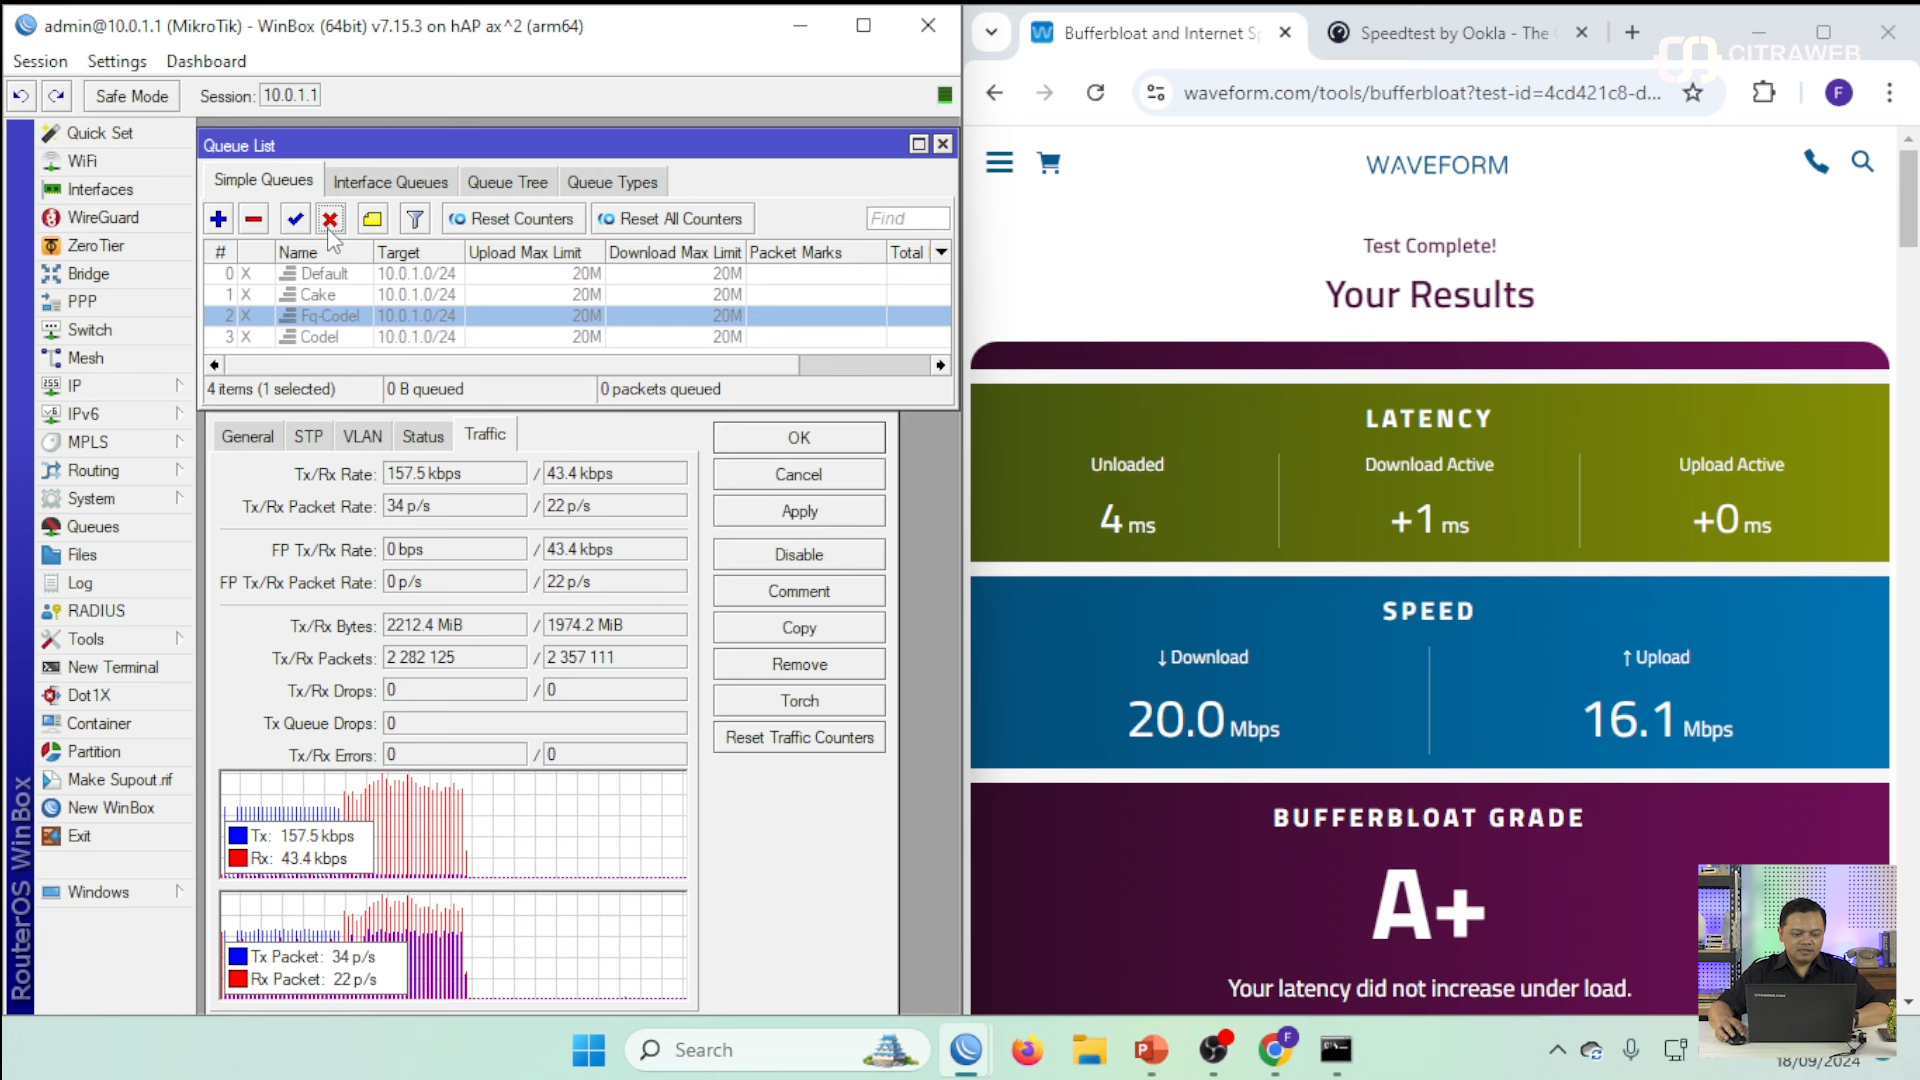 admin@10.0.1.1 (MikroTik) - WinBox (64bit) v7.15.3 on hAP ax^2 (arm64)
Session Settings Dashboard
Safe Mode Session: 10.0.1.1
Quick Set
WiFi
Interfaces
WireGuard
ZeroTier
Bridge
PPP
Switch
Mesh
IP
IPv6
MPLS
Routing
System
Queues
Files
Log
RADIUS
Tools
New Terminal
Dot1X
Container
Partition
Make Supout.rif
New WinBox
Exit
Windows
RouterOS WinBox
Queue List
Simple Queues Interface Queues Queue Tree Queue Types
Reset Counters Reset All Counters Find
# Name Target Upload Max Limit Download Max Limit Packet Marks Total
0 X Default 10.0.1.0/24 20M 20M
1 X Cake 10.0.1.0/24 20M 20M
2 X Fq-Codel 10.0.1.0/24 20M 20M
3 X Codel 10.0.1.0/24 20M 20M
4 items (1 selected) 0 B queued 0 packets queued
General STP VLAN Status Traffic
Tx/Rx Rate: 157.5 kbps / 43.4 kbps
Tx/Rx Packet Rate: 34 p/s / 22 p/s
FP Tx/Rx Rate: 0 bps / 43.4 kbps
FP Tx/Rx Packet Rate: 0 p/s / 22 p/s
Tx/Rx Bytes: 2212.4 MiB / 1974.2 MiB
Tx/Rx Packets: 2 282 125 / 2 357 111
Tx/Rx Drops: 0 / 0
Tx Queue Drops: 0
Tx/Rx Errors: 0 / 0
Tx: 157.5 kbps
Rx: 43.4 kbps
Tx Packet: 34 p/s
Rx Packet: 22 p/s
OK
Cancel
Apply
Disable
Comment
Copy
Remove
Torch
Reset Traffic Counters
Bufferbloat and Internet Sp Speedtest by Ookla - The
CITRAWEB
waveform.com/tools/bufferbloat?test-id=4cd421c8-d... F
WAVEFORM
Test Complete!
Your Results
LATENCY
Unloaded Download Active Upload Active
4 ms +1 ms +0 ms
SPEED
↓ Download ↑ Upload
20.0 Mbps 16.1 Mbps
BUFFERBLOAT GRADE
A+
Your latency did not increase under load.
CITRAWEB.COM
Search
F
18/09/2024